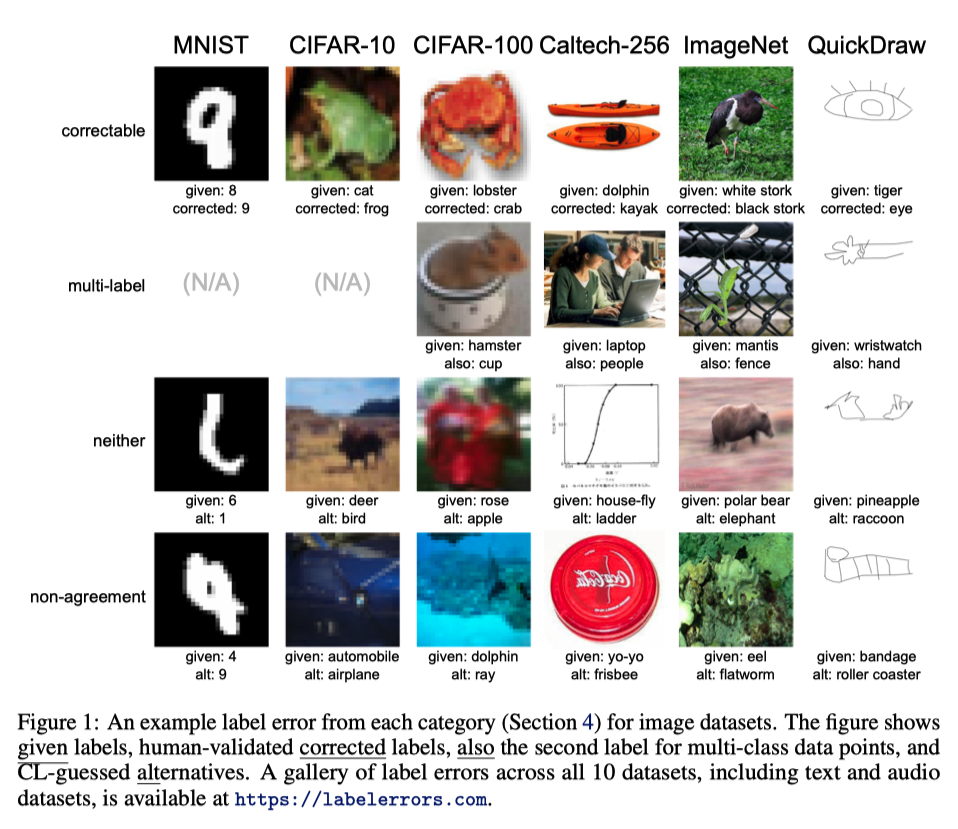 MNIST CIFAR-10 CIFAR-100 Caltech-256 ImageNet QuickDraw
correctable
given: 8 given: cat given: lobster given: dolphin given: white stork given: tiger
corrected: 9 corrected: frog corrected: crab corrected: kayak corrected: black stork corrected: eye
multi-label (N/A) (N/A)
given: hamster given: laptop given: mantis given: wristwatch
also: cup also: people also: fence also: hand
neither
given: 6 given: deer given: rose given: house-fly given: polar bear given: pineapple
alt: 1 alt: bird alt: apple alt: ladder alt: elephant alt: raccoon
non-agreement
Coca-Cola
given: 4 given: automobile given: dolphin given: yo-yo given: eel given: bandage
alt: 9 alt: airplane alt: ray alt: frisbee alt: flatworm alt: roller coaster
Figure 1: An example label error from each category (Section 4) for image datasets. The figure shows
given labels, human-validated corrected labels, also the second label for multi-class data points, and
CL-guessed alternatives. A gallery of label errors across all 10 datasets, including text and audio
datasets, is available at https://labelerrors.com.